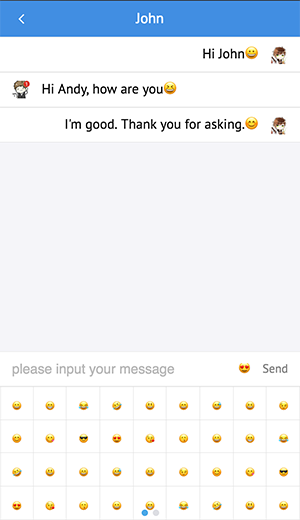 John
Hi John😀
Hi Andy, how are you😀
I'm good. Thank you for asking.😊
please input your message
Send